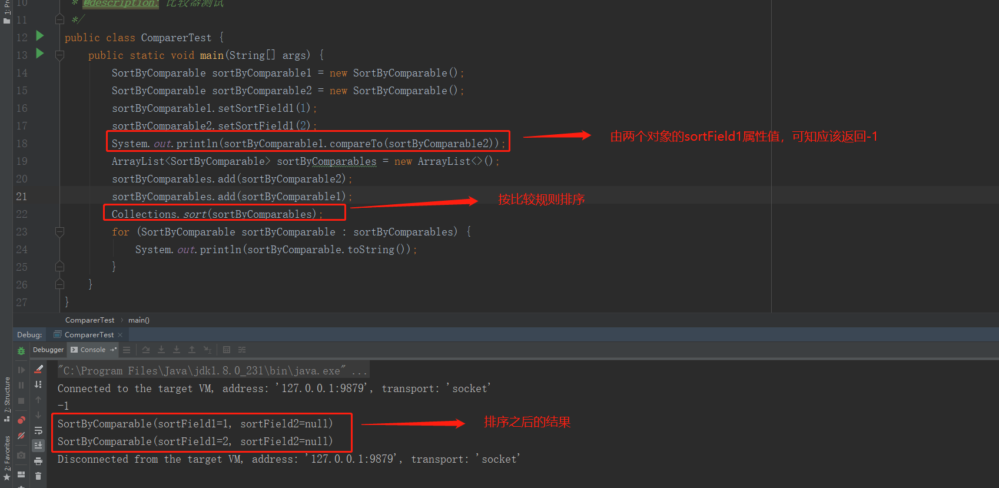 10 * @description: 比较器测试
11 */
12 public class ComparerTest {
13 public static void main(String[] args) {
14 SortByComparable sortByComparable1 = new SortByComparable();
15 SortByComparable sortByComparable2 = new SortByComparable();
16 sortByComparable1.setSortField1(1);
17 sortByComparable2.setSortField1(2);
18 System.out.println(sortByComparable1.compareTo(sortByComparable2)); 由两个对象的sortField1属性值，可知应该返回-1
19 ArrayList<SortByComparable> sortByComparables = new ArrayList<>();
20 sortByComparables.add(sortByComparable2);
21 sortByComparables.add(sortByComparable1);
按比较规则排序
22 Collections.sort(sortByComparables);
23 for (SortByComparable sortByComparable : sortByComparables) {
24 System.out.println(sortByComparable.toString());
25 }
26 }
27 }
ComparerTest › main()
Debug: ComparerTest ×
Debugger Console
"C:\Program Files\Java\jdk1.8.0_231\bin\java.exe" ...
Connected to the target VM, address: '127.0.0.1:9879', transport: 'socket'
-1
SortByComparable(sortField1=1, sortField2=null) 排序之后的结果
SortByComparable(sortField1=2, sortField2=null)
Disconnected from the target VM, address: '127.0.0.1:9879', transport: 'socket'
7: Structure
2: Favorites